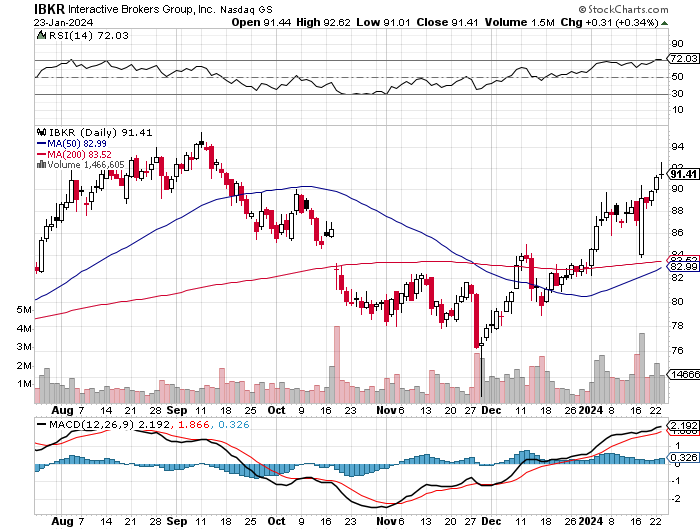 IBKR Interactive Brokers Group, Inc. Nasdaq GS
© StockCharts.com
23-Jan-2024
Open 91.44 High 92.62 Low 91.01 Close 91.41 Volume 1.5M Chg +0.31 (+0.34%)
RSI(14) 72.03
90
72.03
50
30
10
IBKR (Daily) 91.41
MA(50) 82.99
MA(200) 83.52
Volume 1,466,605
94
92
91.41
90
88
86
84
83.52
82.99
82
80
78
76
5M
4M
3M
2M
1M
14666
Aug 7 14 21 28 Sep 11 18 25 Oct 9 16 23 Nov 6 13 20 27 Dec 11 18 26 2024 8 16 22
MACD(12,26,9) 2.192, 1.866, 0.326
2.192
0.326
-1
-2
Aug 7 14 21 28 Sep 11 18 25 Oct 9 16 23 Nov 6 13 20 27 Dec 11 18 26 2024 8 16 22